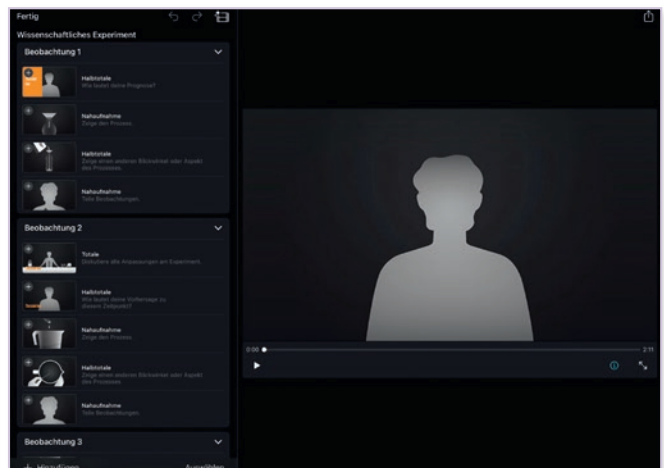 Fertig
Wissenschaftliches Experiment
Beobachtung 1
Halbtotale
Wie lautet deine Prognose?
Nahaufnahme
Zeige den Prozess.
Halbtotale
Zeige einen anderen Blickwinkel oder Aspekt
des Prozesses.
Nahaufnahme
Teile Beobachtungen.
Beobachtung 2
Totale
Diskutiere alle Anpassungen am Experiment.
Halbtotale
Wie lautet deine Vorhersage zu
diesem Zeitpunkt?
Nahaufnahme
Zeige den Prozess.
Halbtotale
Zeige einen anderen Blickwinkel oder Aspekt
des Prozesses.
Nahaufnahme
Teile Beobachtungen.
Beobachtung 3
Hinzufügen
Auswählen
0:00
2:11